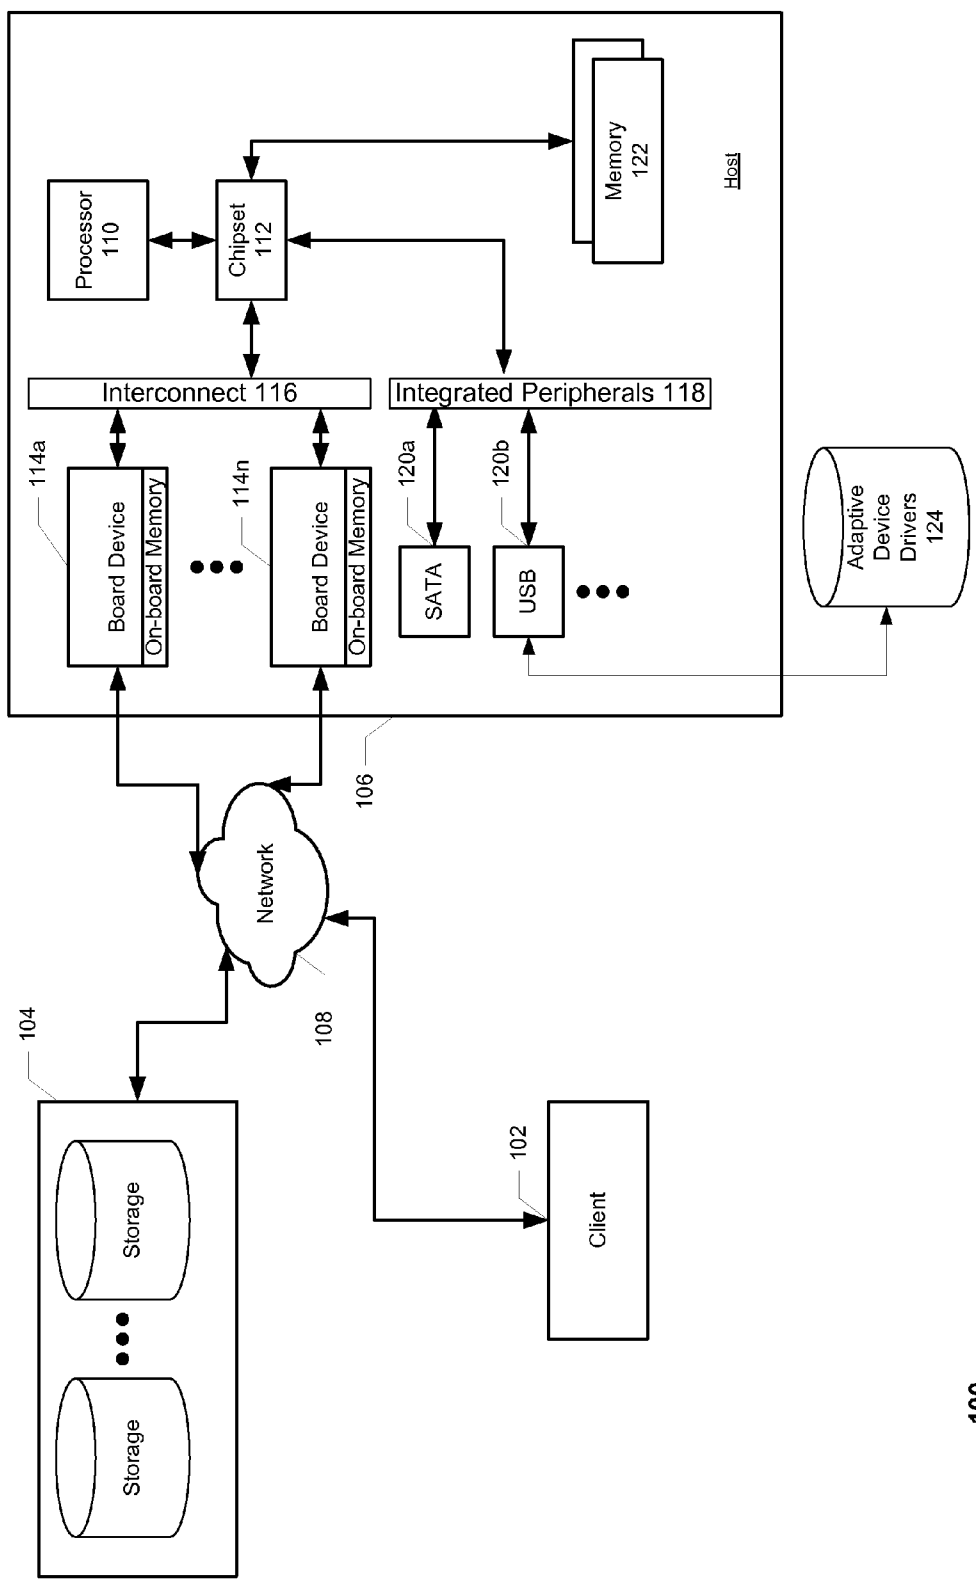 Storage
Storage
104
Client
102
108
Network
106
Board Device
On-board Memory
114a
Board Device
On-board Memory
114n
Interconnect 116
Processor
110
Chipset
112
Memory
122
Host
Integrated Peripherals 118
SATA
120a
USB
120b
Adaptive
Device
Drivers
124